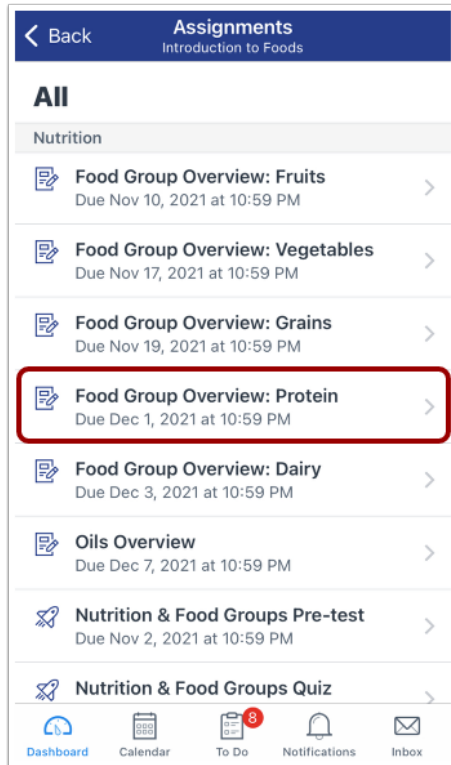 Back
Assignments
Introduction to Foods
All
Nutrition
Food Group Overview: Fruits
Due Nov 10, 2021 at 10:59 PM
Food Group Overview: Vegetables
Due Nov 17, 2021 at 10:59 PM
Food Group Overview: Grains
Due Nov 19, 2021 at 10:59 PM
Food Group Overview: Protein
Due Dec 1, 2021 at 10:59 PM
Food Group Overview: Dairy
Due Dec 3, 2021 at 10:59 PM
Oils Overview
Due Dec 7, 2021 at 10:59 PM
Nutrition & Food Groups Pre-test
Due Nov 2, 2021 at 10:59 PM
Nutrition & Food Groups Quiz
8
Dashboard Calendar To Do Notifications Inbox